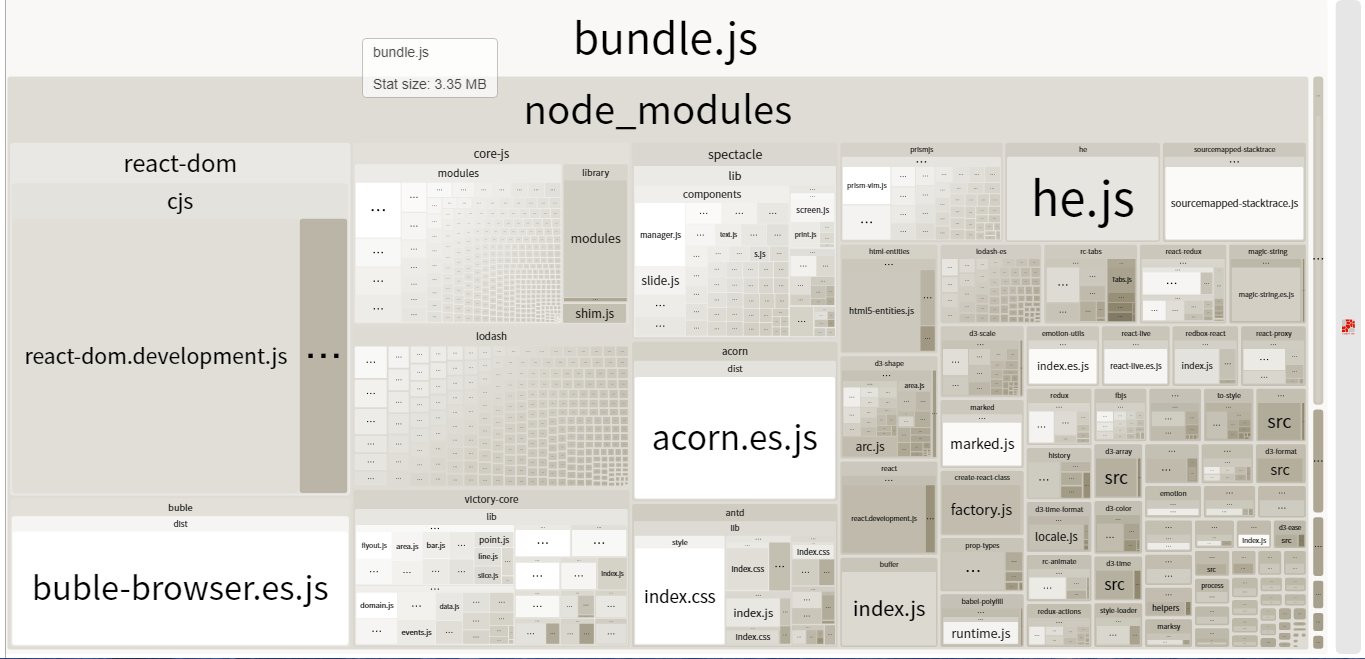 bundle.js
bundle.js
Stat size: 3.35 MB
node_modules
react-dom
cjs
react-dom.development.js
...
buble
dist
buble-browser.es.js
core-js
modules
library
modules
shim.js
lodash
victory-core
lib
flyout.js
area.js
bar.js
point.js
line.js
slice.js
index.js
domain.js
data.js
events.js
spectacle
lib
components
screen.js
manager.js
text.js
print.js
s.js
slide.js
acorn
dist
acorn.es.js
antd
lib
style
index.css
index.css
index.css
index.js
index.css
prismjs
prism-vim.js
he
he.js
sourcemapped-stacktrace
sourcemapped-stacktrace.js
html-entities
html5-entities.js
lodash-es
rc-tabs
Tabs.js
react-redux
magic-string
magic-string.es.js
d3-scale
emotion-utils
index.es.js
react-live
react-live.es.js
redbox-react
index.js
react-proxy
d3-shape
area.js
arc.js
marked
marked.js
redux
fbjs
to-style
src
react
react.development.js
create-react-class
factory.js
history
d3-array
src
d3-format
src
emotion
d3-time-format
locale.js
d3-color
index.js
d3-ease
src
prop-types
buffer
index.js
rc-animate
d3-time
src
src
process
babel-polyfill
runtime.js
redux-actions
style-loader
helpers
marksy